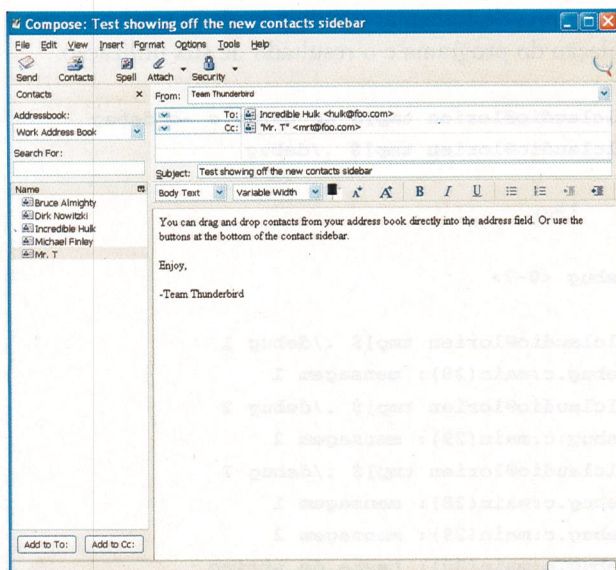 Compose: Test showing off the new contacts sidebar
File Edit View Insert Format Options Tools Help
Send Contacts Spell Attach Security
Contacts x
From: Team Thunderbird
Addressbook:
Work Address Book
To: Incredible Hulk <hulk@foo.com>
Cc: "Mr. T" <mrt@foo.com>
Search For:
Subject: Test showing off the new contacts sidebar
Body Text Variable Width A A B I U
Name
Bruce Almighty
Dirk Nowitzki
Incredible Hulk
Michael Finley
Mr. T
You can drag and drop contacts from your address book directly into the address field. Or use the
buttons at the bottom of the contact sidebar.
Enjoy,
-Team Thunderbird
Add to To: Add to Cc: